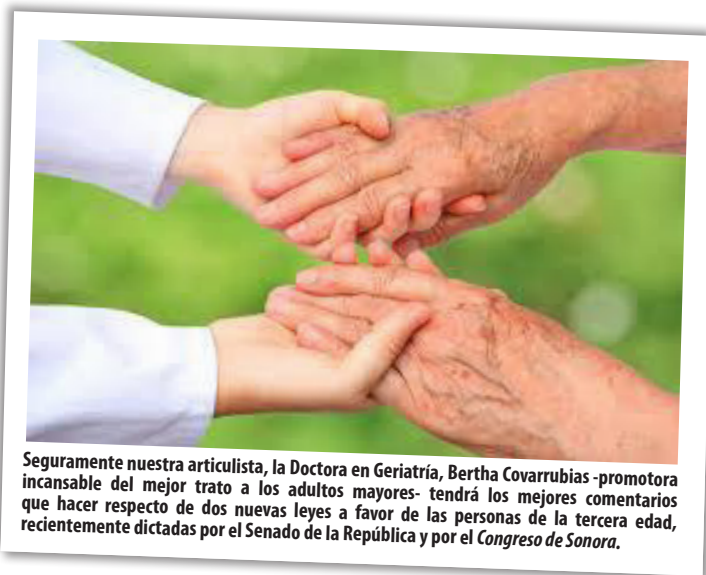 Seguramente nuestra articulista, la Doctora en Geriatría, Bertha Covarrubias -promotora
incansable del mejor trato a los adultos mayores- tendrá los mejores comentarios
que hacer respecto de dos nuevas leyes a favor de las personas de la tercera edad,
recientemente dictadas por el Senado de la República y por el Congreso de Sonora.